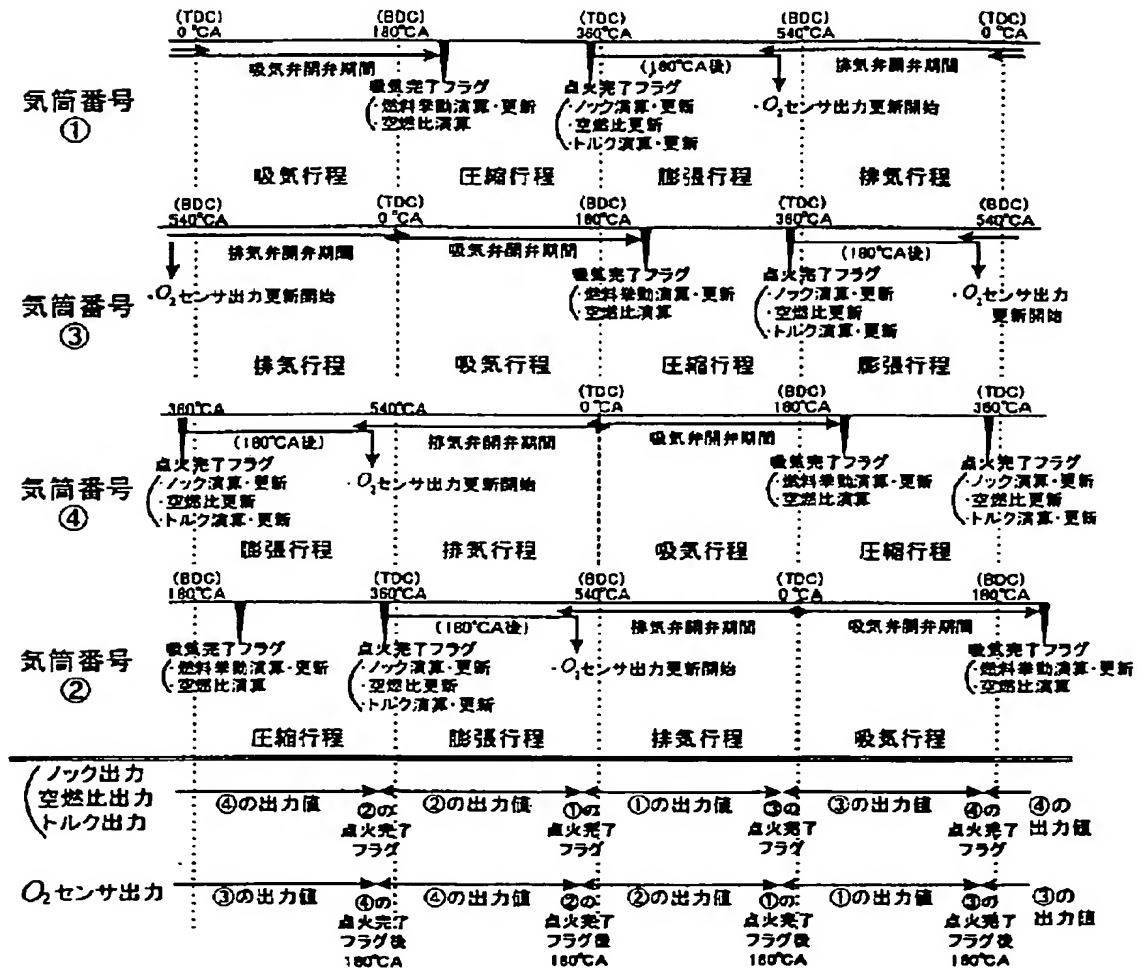 (TDC) (BDC) (TDC) (BDC) (TDC)
0℃A 180℃A 360℃A 540℃A 0℃A
吸気弁開弁期間 (180℃A後) 排気弁開弁期間
気筒番号
①
吸気完了フラグ
・燃料挙動演算・更新
・空燃比演算
点火完了フラグ
・ノック演算・更新
・空燃比更新
・トルク演算・更新
・O₂センサ出力更新開始
吸気行程 圧縮行程 膨張行程 排気行程
(BDC) (TDC) (BDC) (TDC) (BDC)
540℃A 0℃A 180℃A 360℃A 540℃A
排気弁開弁期間 吸気弁開弁期間 (180℃A後)
気筒番号
③
・O₂センサ出力更新開始
吸気完了フラグ
・燃料挙動演算・更新
・空燃比演算
点火完了フラグ
・ノック演算・更新
・空燃比更新
・トルク演算・更新
・O₂センサ出力
更新開始
排気行程 吸気行程 圧縮行程 膨張行程
(TDC) (BDC) (TDC)
360℃A 540℃A 0℃A 180℃A 360℃A
(180℃A後) 排気弁開弁期間 吸気弁開弁期間
気筒番号
④
点火完了フラグ
・ノック演算・更新
・空燃比更新
・トルク演算・更新
・O₂センサ出力更新開始
吸気完了フラグ
・燃料挙動演算・更新
・空燃比演算
点火完了フラグ
・ノック演算・更新
・空燃比更新
・トルク演算・更新
膨張行程 排気行程 吸気行程 圧縮行程
(BDC) (TDC) (BDC) (TDC) (BDC)
180℃A 360℃A 540℃A 0℃A 180℃A
(180℃A後) 排気弁開弁期間 吸気弁開弁期間
気筒番号
②
吸気完了フラグ
・燃料挙動演算・更新
・空燃比演算
点火完了フラグ
・ノック演算・更新
・空燃比更新
・トルク演算・更新
・O₂センサ出力更新開始
吸気完了フラグ
・燃料挙動演算・更新
・空燃比演算
圧縮行程 膨張行程 排気行程 吸気行程
ノック出力
空燃比出力
トルク出力
④の出力値
②の
点火完了
フラグ
②の出力値
①の
点火完了
フラグ
①の出力値
③の
点火完了
フラグ
③の出力値
④の
点火完了
フラグ
④の
出力値
O₂センサ出力
③の出力値
④の
点火完了
フラグ後
180℃A
④の出力値
②の
点火完了
フラグ後
180℃A
②の出力値
①の
点火完了
フラグ後
180℃A
①の出力値
③の
点火完了
フラグ後
180℃A
③の
出力値